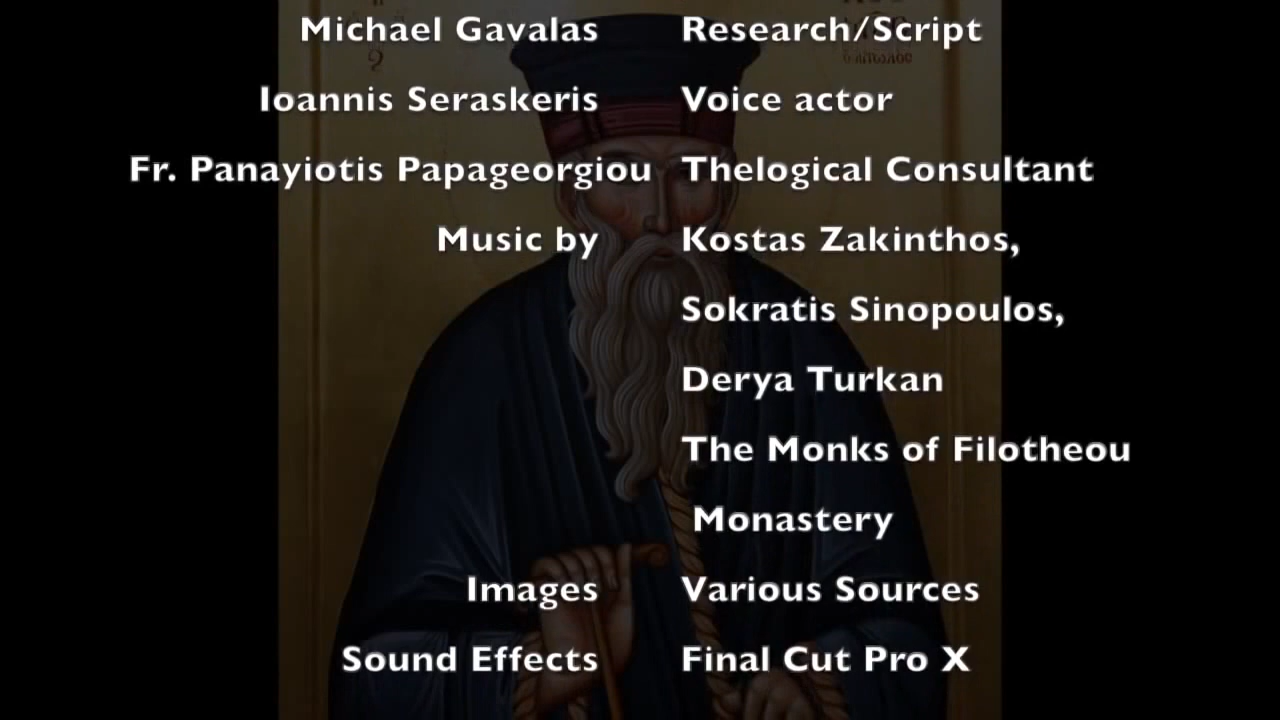 Michael Gavalas Research/Script
Ioannis Seraskeris Voice actor
Fr. Panayiotis Papageorgiou Thelogical Consultant
Music by Kostas Zakinthos,
Sokratis Sinopoulos,
Derya Turkan
The Monks of Filotheou
Monastery
Images Various Sources
Sound Effects Final Cut Pro X